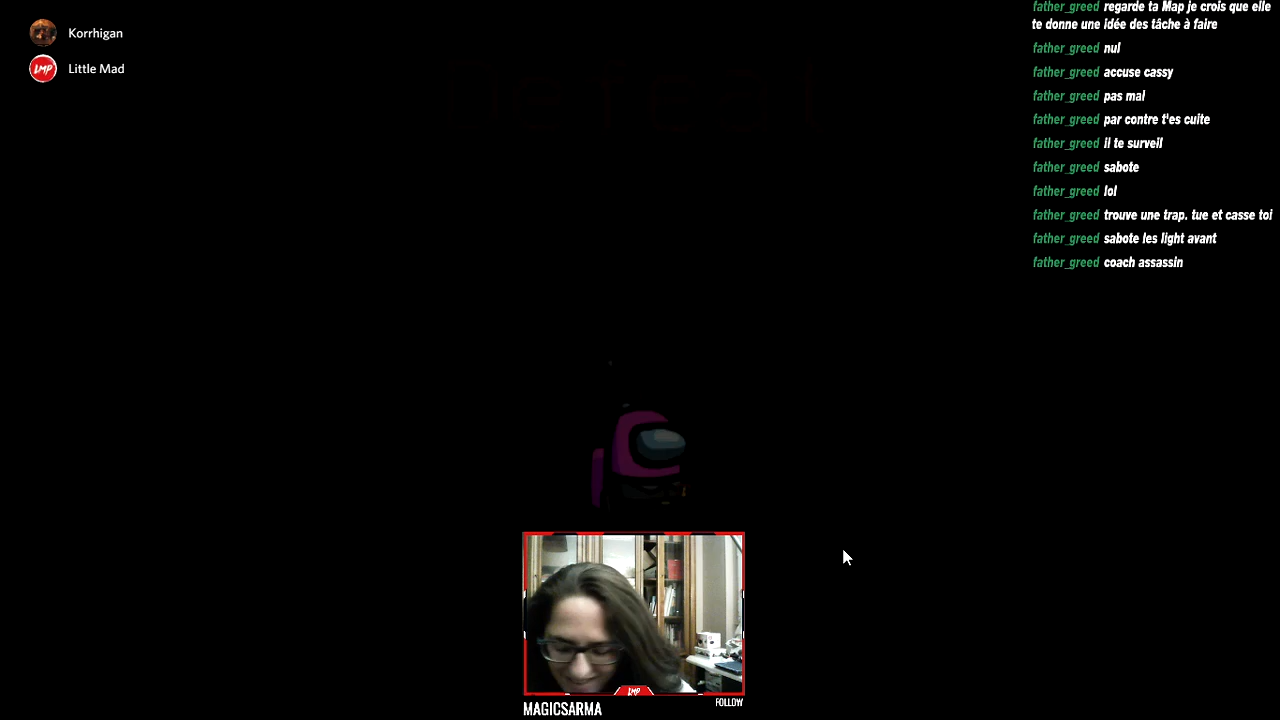 Korrhigan
LMP
Little Mad
Defeat
father_greed regarde ta Map je crois que elle
te donne une idée des tâche à faire
father_greed nul
father_greed accuse cassy
father_greed pas mal
father_greed par contre t'es cuite
father_greed il te surveil
father_greed sabote
father_greed lol
father_greed trouve une trap. tue et casse toi
father_greed sabote les light avant
father_greed coach assassin
LMP
MAGICSARMA
FOLLOW